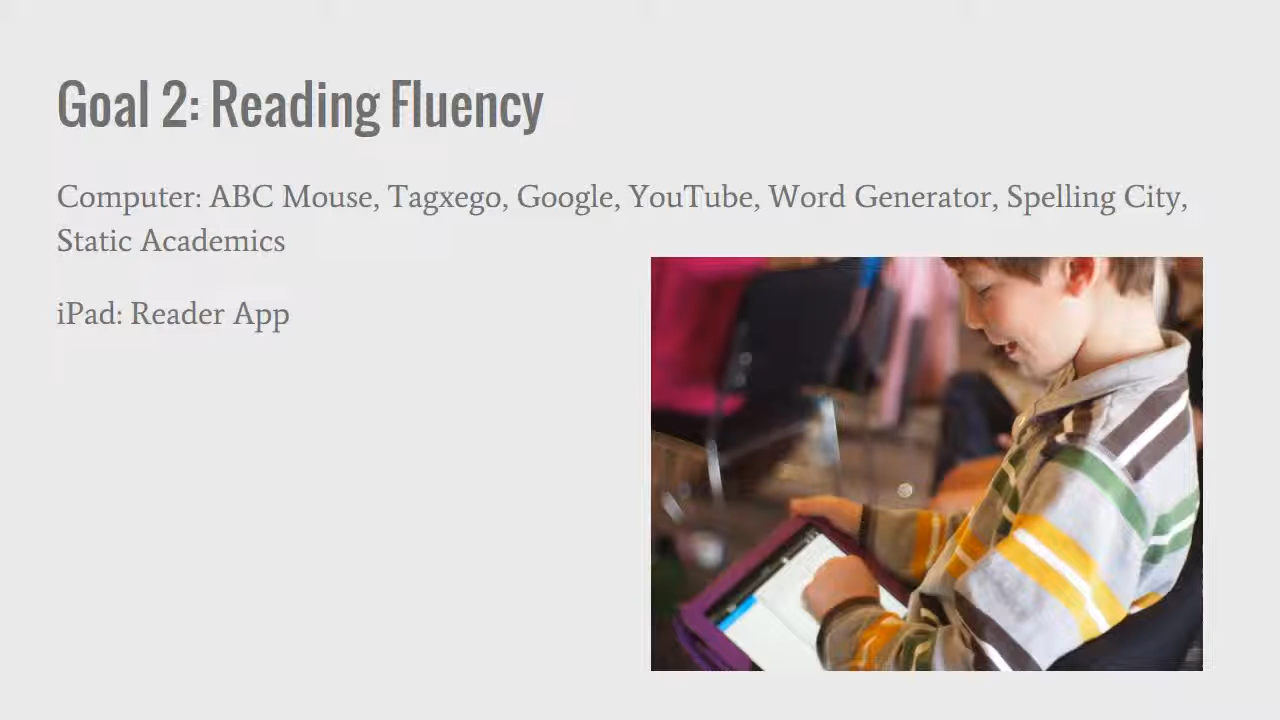 Goal 2: Reading Fluency
Computer: ABC Mouse, Tagxego, Google, YouTube, Word Generator, Spelling City,
Static Academics
iPad: Reader App